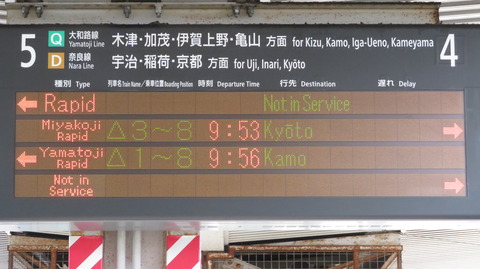 5 Q 大和路線 Yamatoji Line 木津・加茂・伊賀上野・亀山 方面 for Kizu, Kamo, Iga-Ueno, Kameyama 4
D 奈良線 Nara Line 宇治・稲荷・京都 方面 for Uji, Inari, Kyōto
種別 Type 列車名 Train Name/乗車位置 Boarding Position 時刻 Departure Time 行先 Destination 遅れ Delay
← Rapid Not in Service
Miyakoji Rapid △3～8 9:53 Kyōto →
← Yamatoji Rapid △1～8 9:56 Kamo
Not in Service →